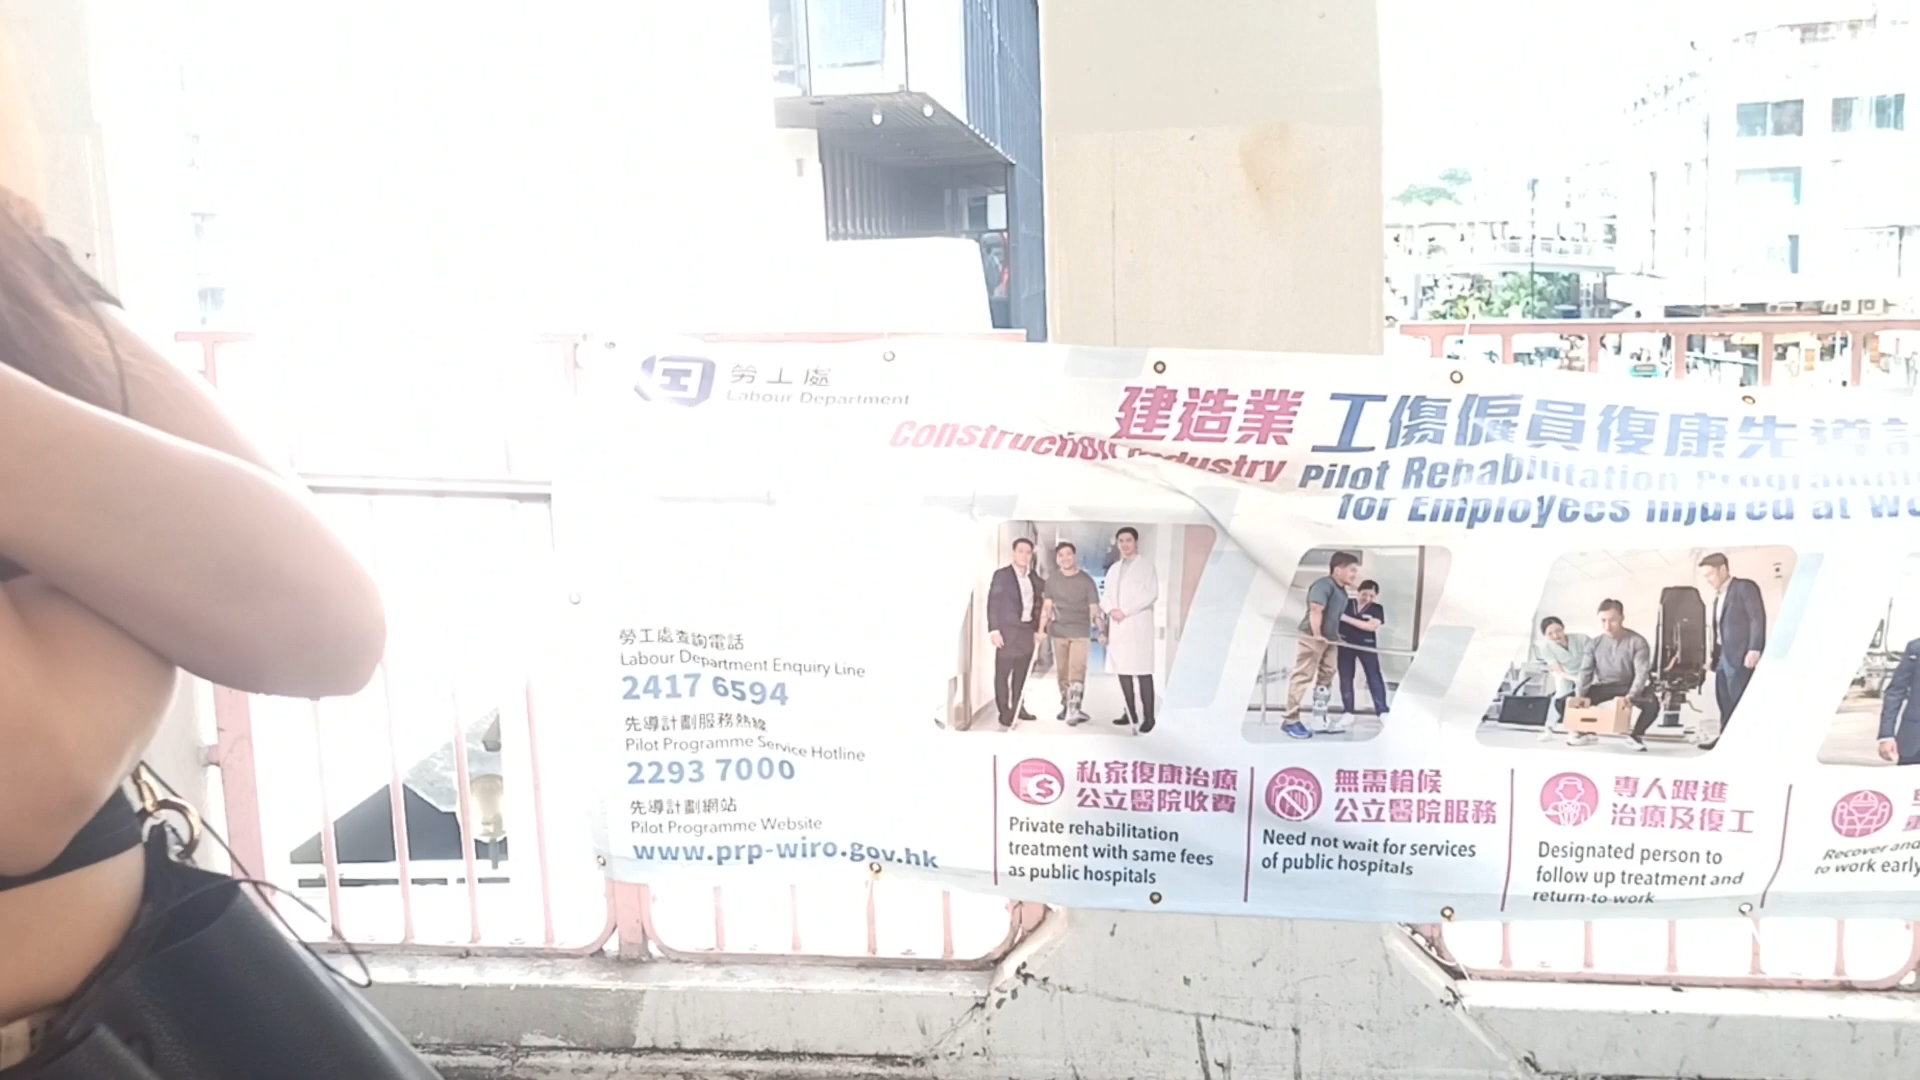 勞工處
Labour Department
建造業 工傷僱員復康先導計
Construction Industry Pilot Rehabilitation Programme
for Employees Injured at Wo
勞工處查詢電話
Labour Department Enquiry Line
2417 6594
先導計劃服務熱線
Pilot Programme Service Hotline
2293 7000
先導計劃網站
Pilot Programme Website
www.prp-wiro.gov.hk
私家復康治療
公立醫院收費
Private rehabilitation
treatment with same fees
as public hospitals
無需輪候
公立醫院服務
Need not wait for services
of public hospitals
專人跟進
治療及復工
Designated person to
follow up treatment and
return-to-work
Recover and
to work early